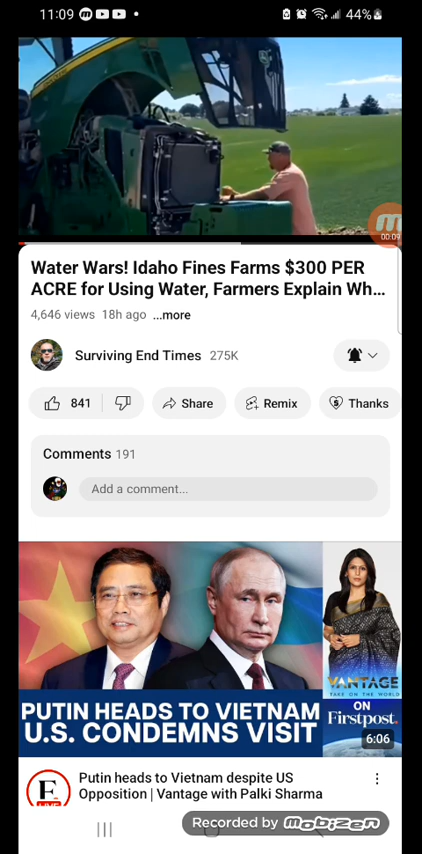 11:09
44%
00:09
Water Wars! Idaho Fines Farms $300 PER
ACRE for Using Water, Farmers Explain Wh...
4,646 views 18h ago ...more
Surviving End Times 275K
841 Share Remix Thanks
Comments 191
Add a comment...
VANTAGE
TAKE ON THE WORLD
PUTIN HEADS TO VIETNAM
U.S. CONDEMNS VISIT
ON
Firstpost.
6:06
F.
LIVE
Putin heads to Vietnam despite US
Opposition | Vantage with Palki Sharma
Recorded by mobizen